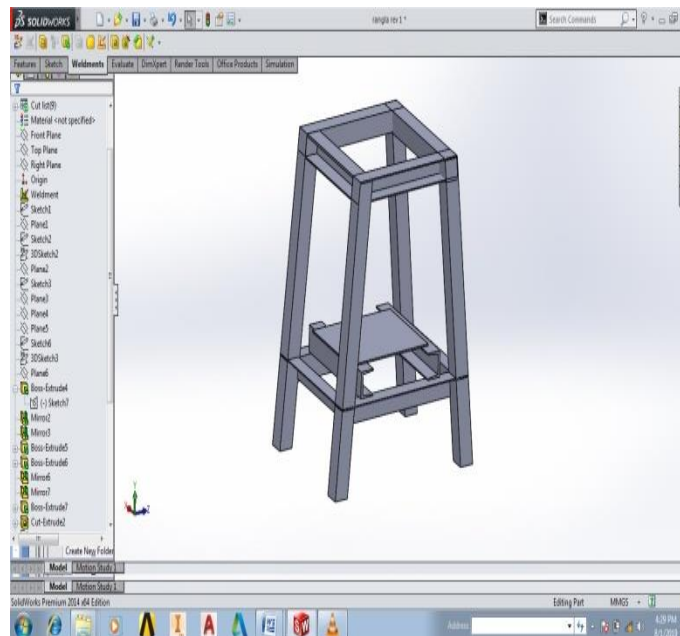 SOLIDWORKS
rangla rev 1 *
Search Commands
Features Sketch Weldments Evaluate DimXpert Render Tools Office Products Simulation
Cut list(9)
Material <not specified>
Front Plane
Top Plane
Right Plane
Origin
Weldment
Sketch1
Plane1
Sketch2
3DSketch2
Plane2
Sketch3
Plane3
Plane4
Plane5
Sketch6
3DSketch3
Plane6
Boss-Extrude4
(-) Sketch7
Mirror2
Mirror3
Boss-Extrude5
Boss-Extrude6
Mirror6
Mirror7
Boss-Extrude7
Cut-Extrude2
Create New Folder
Model Motion Study 1
Model Motion Study 1
SolidWorks Premium 2014 x64 Edition
Editing Part MMGS
Address
4:29 PM